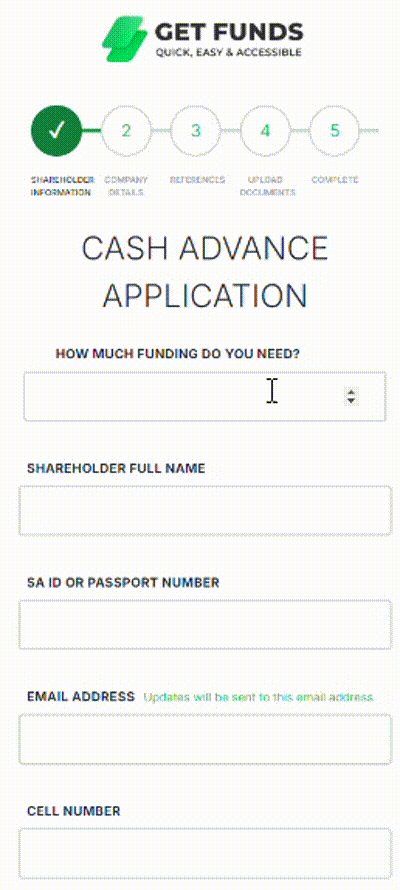 GET FUNDS
QUICK, EASY & ACCESSIBLE
✓ 2 3 4 5
SHAREHOLDER INFORMATION
COMPANY DETAILS
REFERENCES
UPLOAD DOCUMENTS
COMPLETE
CASH ADVANCE
APPLICATION
HOW MUCH FUNDING DO YOU NEED?
SHAREHOLDER FULL NAME
SA ID OR PASSPORT NUMBER
EMAIL ADDRESS Updates will be sent to this email address
CELL NUMBER